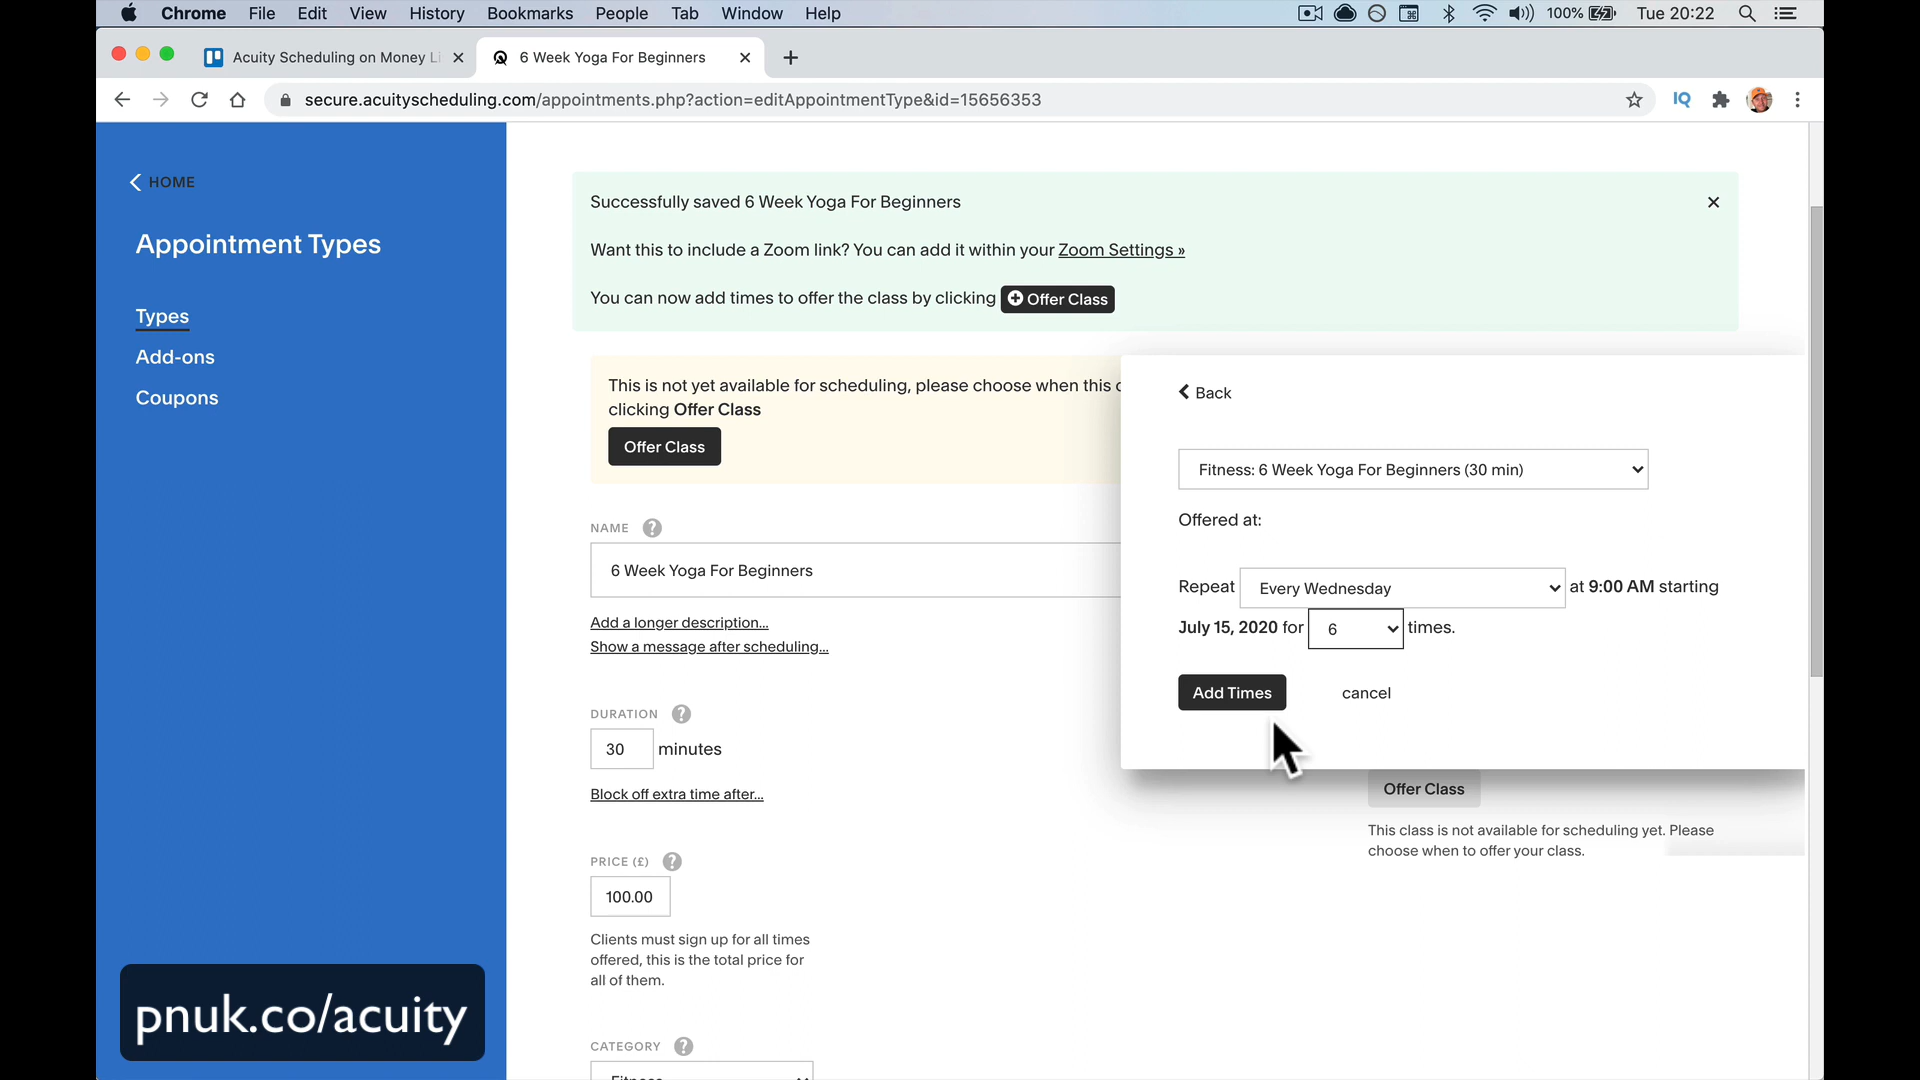 Chrome File Edit View History Bookmarks People Tab Window Help 100% Tue 20:22
Acuity Scheduling on Money Li 6 Week Yoga For Beginners
secure.acuityscheduling.com/appointments.php?action=editAppointmentType&id=15656353 IQ
HOME
Appointment Types
Types
Add-ons
Coupons
Successfully saved 6 Week Yoga For Beginners
Want this to include a Zoom link? You can add it within your Zoom Settings »
You can now add times to offer the class by clicking Offer Class
This is not yet available for scheduling, please choose when this
clicking Offer Class
Offer Class
NAME ?
6 Week Yoga For Beginners
Add a longer description...
Show a message after scheduling...
DURATION ?
30 minutes
Block off extra time after...
PRICE (£) ?
100.00
Clients must sign up for all times
offered, this is the total price for
all of them.
CATEGORY ?
Fitness
Back
Fitness: 6 Week Yoga For Beginners (30 min)
Offered at:
Repeat Every Wednesday at 9:00 AM starting
July 15, 2020 for 6 times.
Add Times cancel
Offer Class
This class is not available for scheduling yet. Please
choose when to offer your class.
pnuk.co/acuity